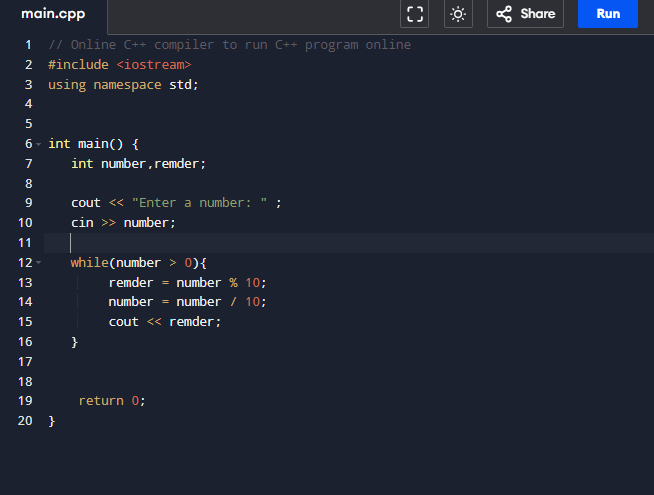 main.cpp Share Run
1 // Online C++ compiler to run C++ program online
2 #include <iostream>
3 using namespace std;
4
5
6 int main() {
7 int number,remder;
8
9 cout << "Enter a number: " ;
10 cin >> number;
11
12 while(number > 0){
13 remder = number % 10;
14 number = number / 10;
15 cout << remder;
16 }
17
18
19 return 0;
20 }